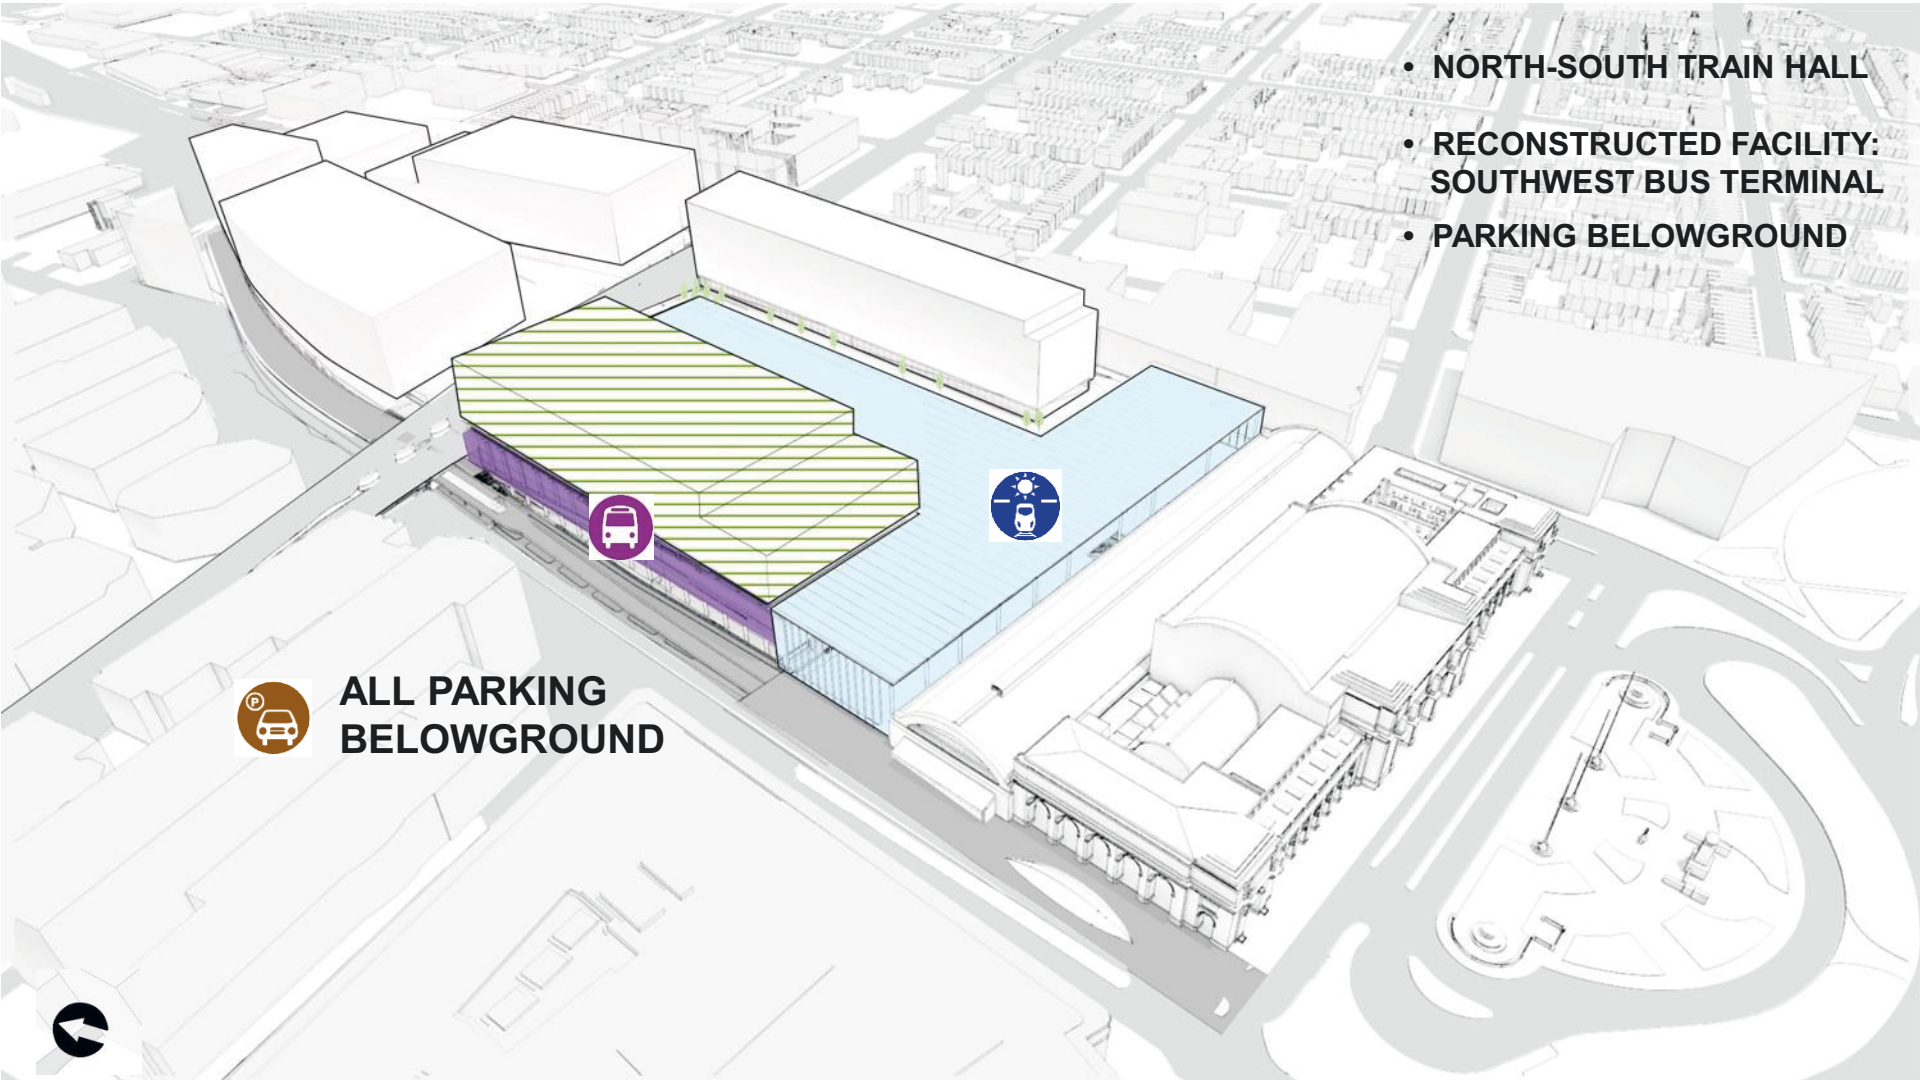 • NORTH-SOUTH TRAIN HALL
• RECONSTRUCTED FACILITY:
SOUTHWEST BUS TERMINAL
• PARKING BELOWGROUND
P
ALL PARKING
BELOWGROUND